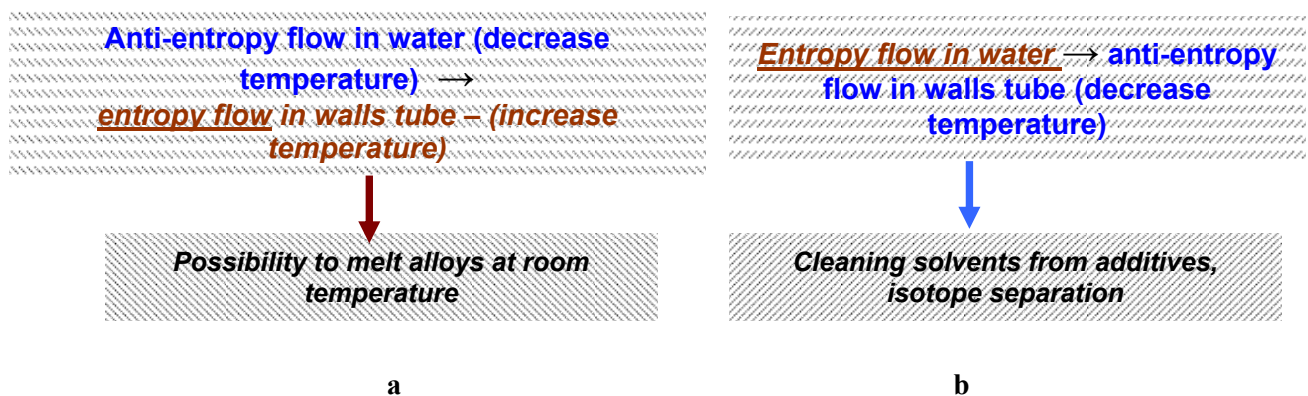 Anti-entropy flow in water (decrease
temperature) →
entropy flow in walls tube – (increase
temperature)
Possibility to melt alloys at room
temperature
a
Entropy flow in water → anti-entropy
flow in walls tube (decrease
temperature)
Cleaning solvents from additives,
isotope separation
b